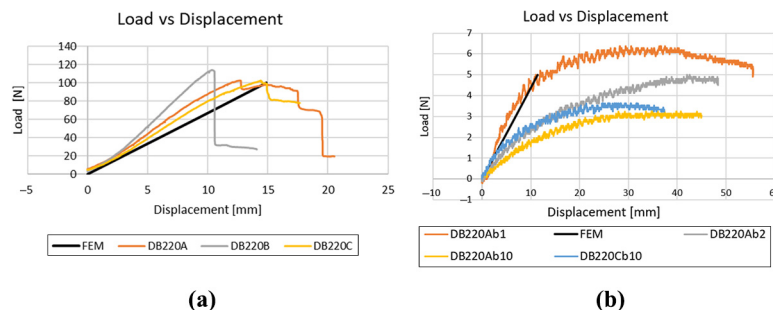 Load vs Displacement
140
120
100
80
60
40
20
0
−5 0 5 10 15 20 25
Load [N]
Displacement [mm]
FEM DB220A DB220B DB220C
(a)
Load vs Displacement
7
6
5
4
3
2
1
0
−1
−10 0 10 20 30 40 50 60
Load [N]
Displacement [mm]
DB220Ab1 FEM DB220Ab2
DB220Ab10 DB220Cb10
(b)